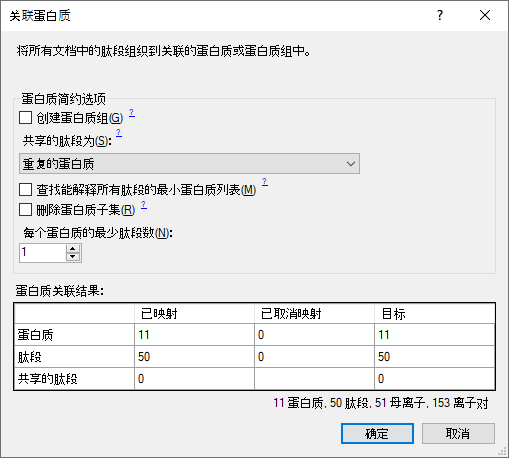 关联蛋白质
将所有文档中的肽段组织到关联的蛋白质或蛋白质组中。
蛋白质简约选项
创建蛋白质组(G) ?
共享的肽段为(S): ?
重复的蛋白质
查找能解释所有肽段的最小蛋白质列表(M) ?
删除蛋白质子集(R) ?
每个蛋白质的最少肽段数(N):
1
蛋白质关联结果:
已映射 已取消映射 目标
蛋白质 11 0 11
肽段 50 0 50
共享的肽段 0 0
11 蛋白质, 50 肽段, 51 母离子, 153 离子对
确定 取消